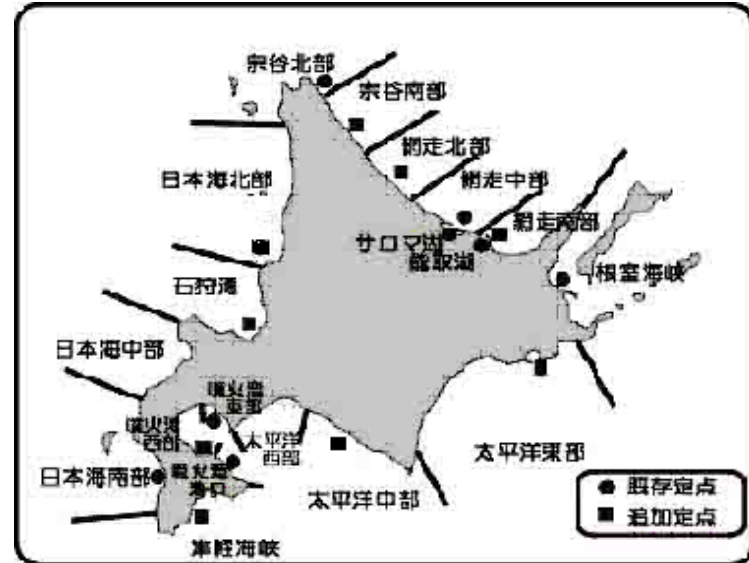 宗谷北部
宗谷南部
網走北部
網走中部
網走南部
サロマ湖
能取湖
根室海峡
日本海北部
石狩湾
日本海中部
噴火湾
東部
噴火湾
西部
噴火湾
湾口
太平洋
西部
日本海南部
太平洋中部
太平洋東部
津軽海峡
既存定点
追加定点